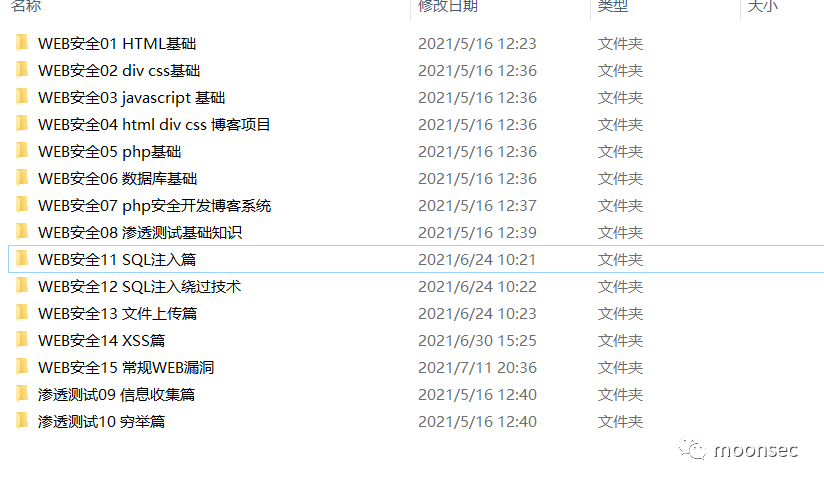 名称 修改日期 类型 大小
WEB安全01 HTML基础 2021/5/16 12:23 文件夹
WEB安全02 div css基础 2021/5/16 12:36 文件夹
WEB安全03 javascript 基础 2021/5/16 12:36 文件夹
WEB安全04 html div css 博客项目 2021/5/16 12:36 文件夹
WEB安全05 php基础 2021/5/16 12:36 文件夹
WEB安全06 数据库基础 2021/5/16 12:36 文件夹
WEB安全07 php安全开发博客系统 2021/5/16 12:37 文件夹
WEB安全08 渗透测试基础知识 2021/5/16 12:39 文件夹
WEB安全11 SQL注入篇 2021/6/24 10:21 文件夹
WEB安全12 SQL注入绕过技术 2021/6/24 10:22 文件夹
WEB安全13 文件上传篇 2021/6/24 10:23 文件夹
WEB安全14 XSS篇 2021/6/30 15:25 文件夹
WEB安全15 常规WEB漏洞 2021/7/11 20:36 文件夹
渗透测试09 信息收集篇 2021/5/16 12:40 文件夹
渗透测试10 穷举篇 2021/5/16 12:40 文件夹
moonsec